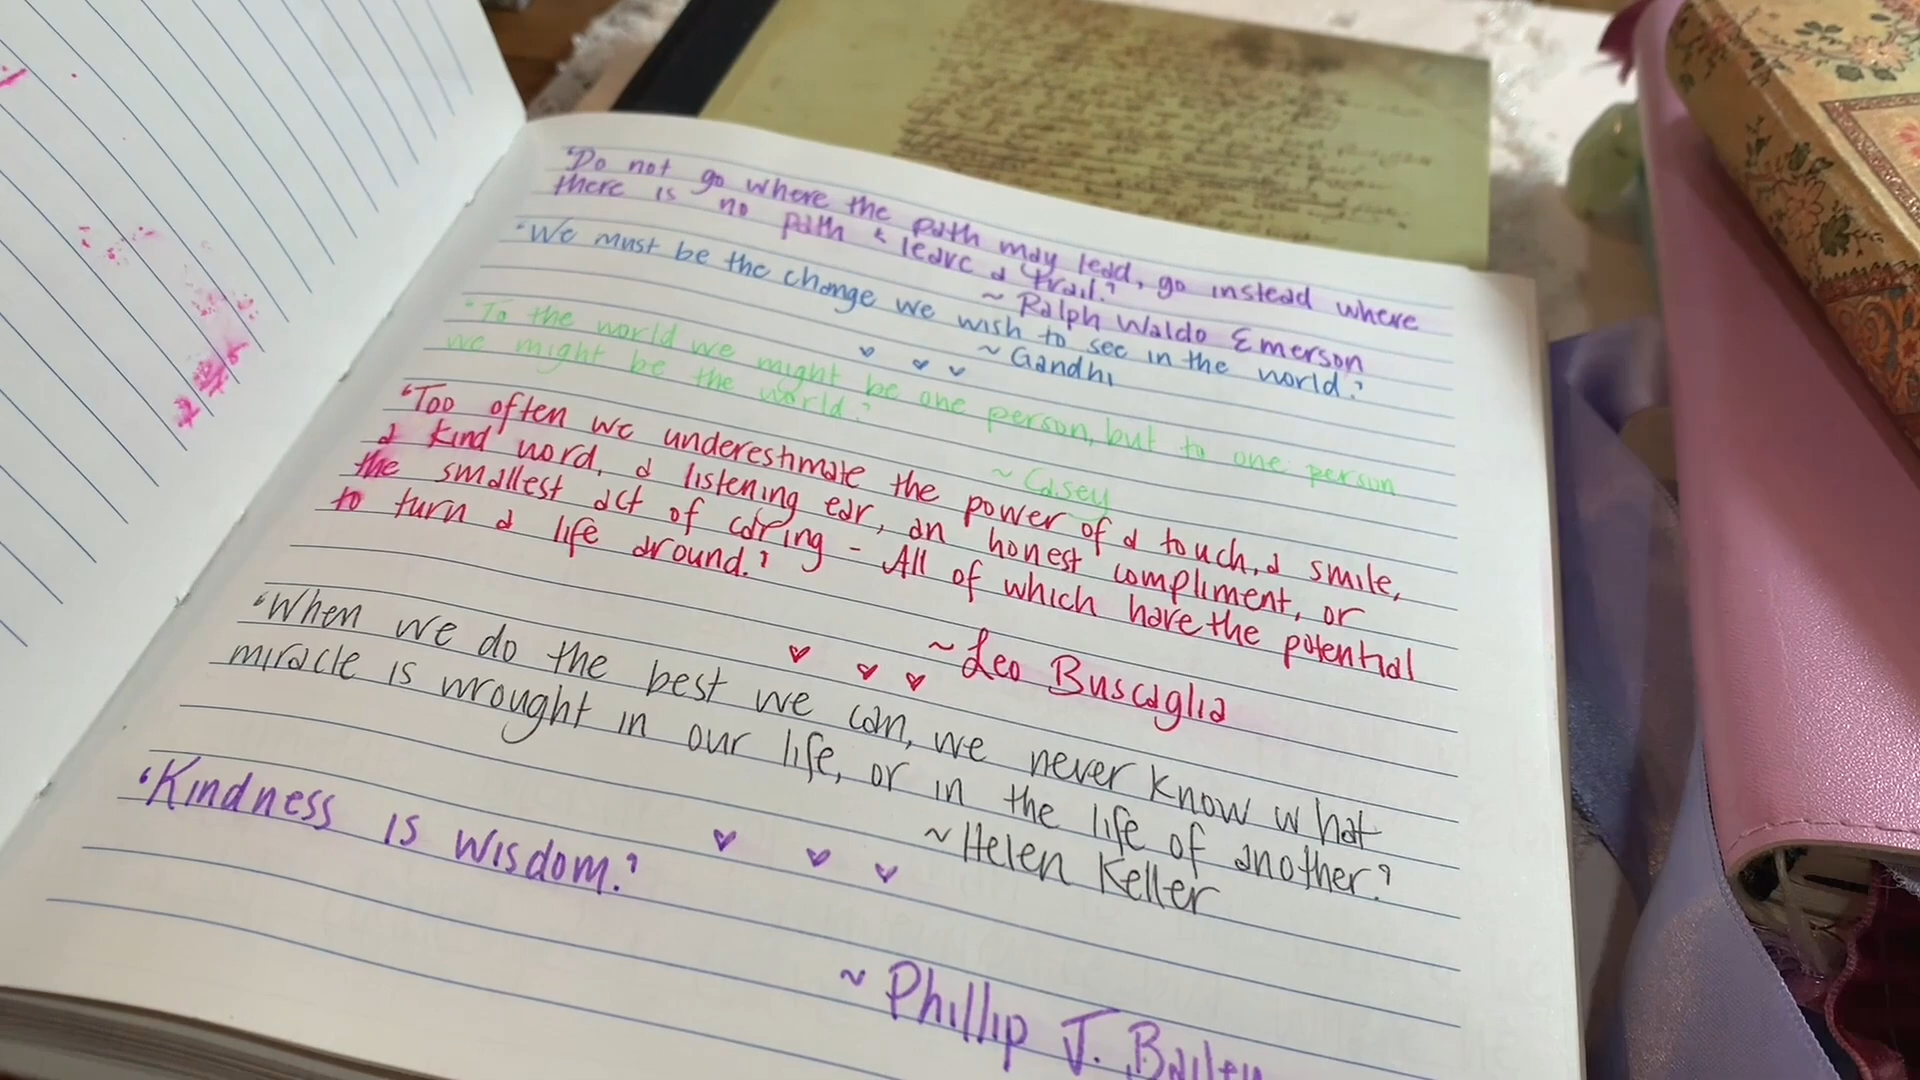 'Do not go where the path may lead, go instead where
there is no path & leave a trail.'
~ Ralph Waldo Emerson
'We must be the change we wish to see in the world.'
~ Gandhi
'To the world we might be one person, but to one person
we might be the world.'
~ Casey
'Too often we underestimate the power of a touch, a smile,
a kind word, a listening ear, an honest compliment, or
the smallest act of caring - All of which have the potential
to turn a life around.'
~ Leo Buscaglia
'When we do the best we can, we never know what
miracle is wrought in our life, or in the life of another.'
~ Helen Keller
'Kindness is wisdom.'
~ Phillip J. Bailey